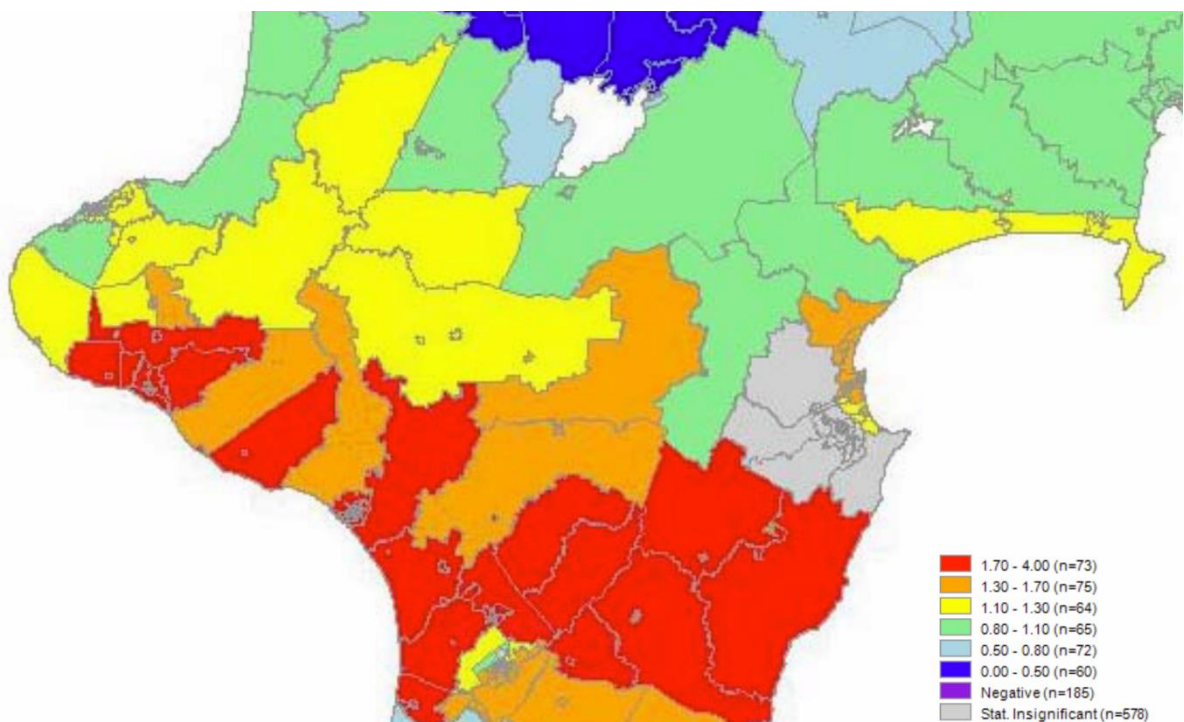 1.70 - 4.00 (n=73)
1.30 - 1.70 (n=75)
1.10 - 1.30 (n=64)
0.80 - 1.10 (n=65)
0.50 - 0.80 (n=72)
0.00 - 0.50 (n=60)
Negative (n=185)
Stat. Insignificant (n=578)